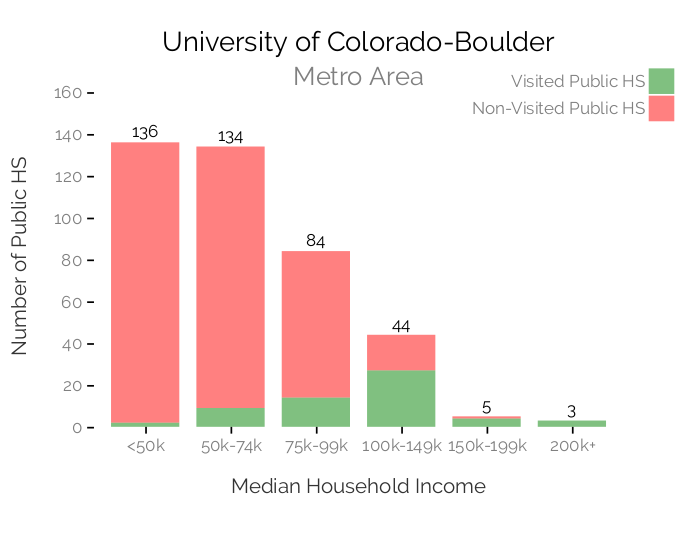 University of Colorado-Boulder
Metro Area
Visited Public HS
Non-Visited Public HS
Number of Public HS
160
140
120
100
80
60
40
20
0
136
134
84
44
5
3
<50k
50k-74k
75k-99k
100k-149k
150k-199k
200k+
Median Household Income